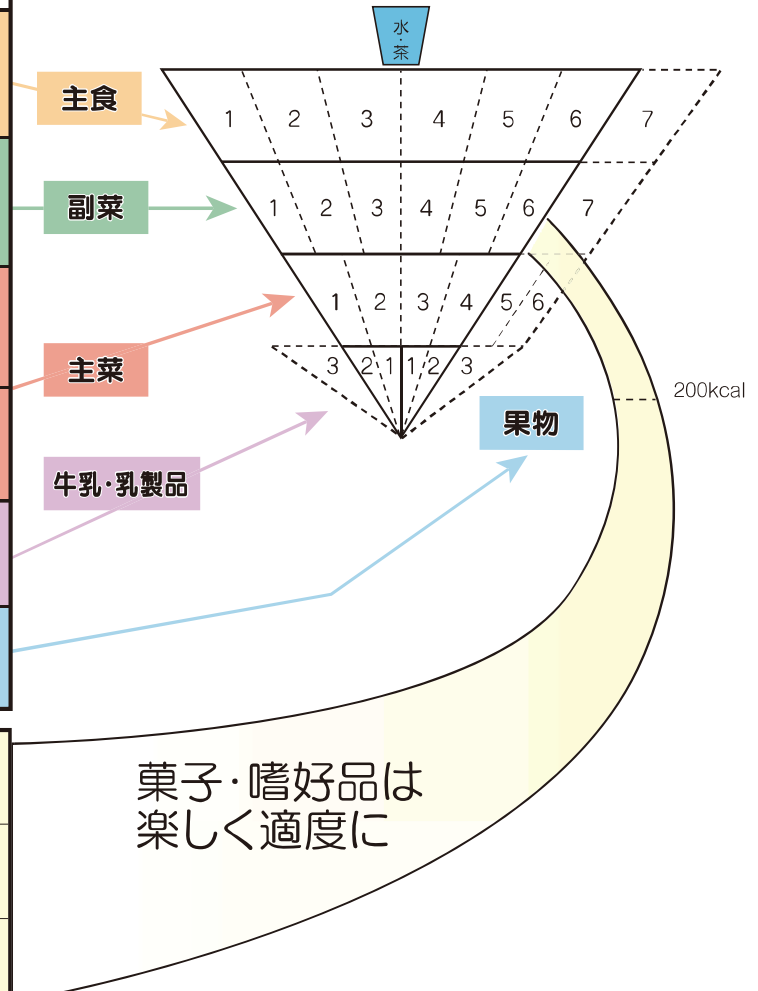 水・茶
主食
1 2 3 4 5 6 7
副菜
1 2 3 4 5 6 7
主菜
1 2 3 4 5 6
3 2 1 1 2 3
200kcal
果物
牛乳・乳製品
菓子・嗜好品は
楽しく適度に